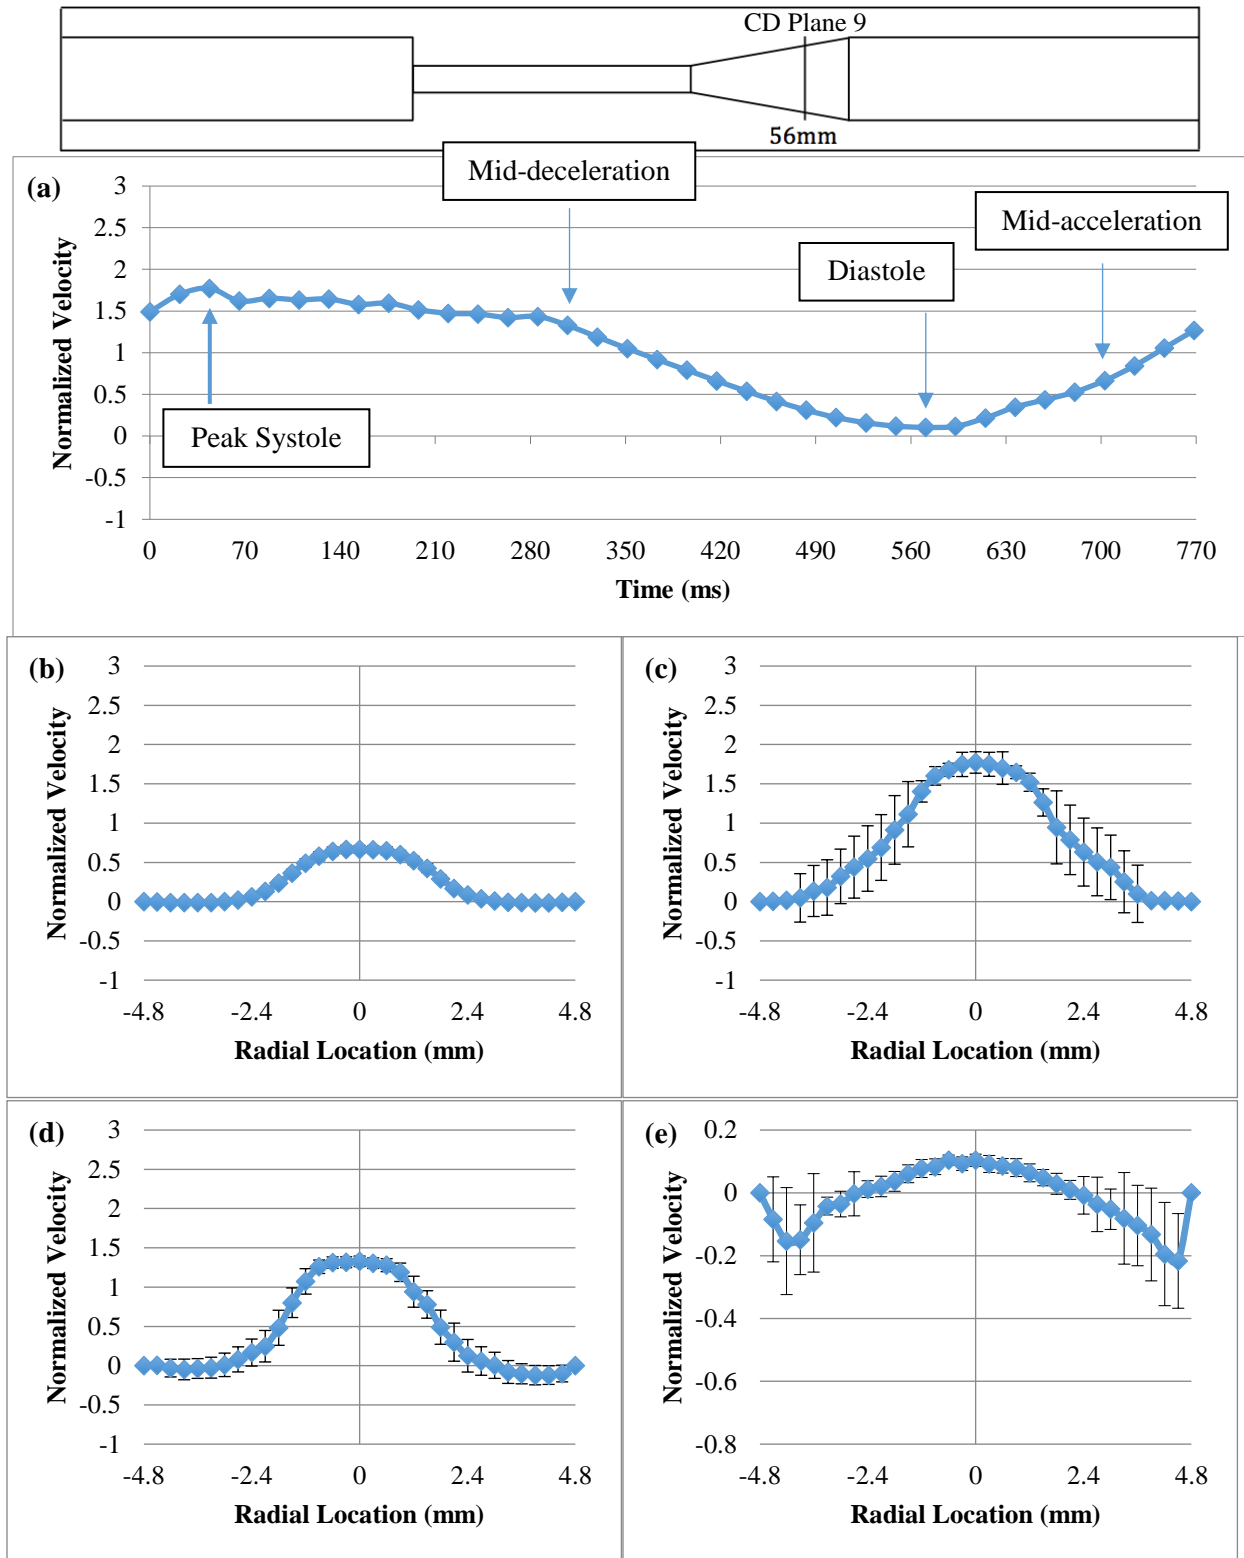 CD Plane 9
56mm
(a)
Mid-deceleration
Mid-acceleration
Diastole
Peak Systole
Normalized Velocity
3
2.5
2
1.5
1
0.5
0
-0.5
-1
0 70 140 210 280 350 420 490 560 630 700 770
Time (ms)
(b)
Normalized Velocity
3
2.5
2
1.5
1
0.5
0
-0.5
-1
-4.8 -2.4 0 2.4 4.8
Radial Location (mm)
(c)
Normalized Velocity
3
2.5
2
1.5
1
0.5
0
-0.5
-1
-4.8 -2.4 0 2.4 4.8
Radial Location (mm)
(d)
Normalized Velocity
3
2.5
2
1.5
1
0.5
0
-0.5
-1
-4.8 -2.4 0 2.4 4.8
Radial Location (mm)
(e)
Normalized Velocity
0.2
0
-0.2
-0.4
-0.6
-0.8
-4.8 -2.4 0 2.4 4.8
Radial Location (mm)